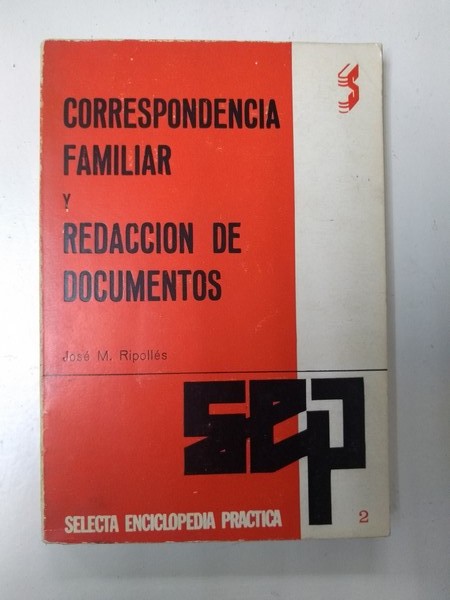 S
CORRESPONDENCIA
FAMILIAR
Y
REDACCION DE
DOCUMENTOS
José M. Ripollés
sep
SELECTA ENCICLOPEDIA PRACTICA
2